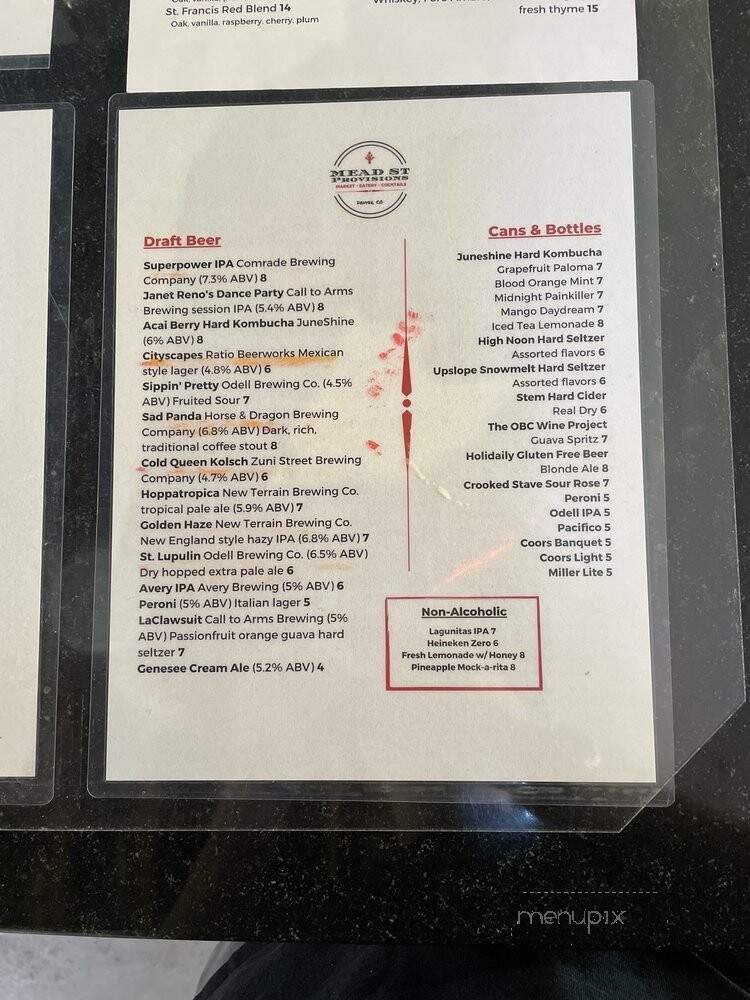 St. Francis Red Blend 14
Oak, vanilla, raspberry, cherry, plum
fresh thyme 15
MEAD ST
PROVISIONS
MARKET • EATERY • COCKTAILS
DENVER, CO
Draft Beer
Superpower IPA Comrade Brewing
Company (7.3% ABV) 8
Janet Reno's Dance Party Call to Arms
Brewing session IPA (5.4% ABV) 8
Acai Berry Hard Kombucha JuneShine
(6% ABV) 8
Cityscapes Ratio Beerworks Mexican
style lager (4.8% ABV) 6
Sippin' Pretty Odell Brewing Co. (4.5%
ABV) Fruited Sour 7
Sad Panda Horse & Dragon Brewing
Company (6.8% ABV) Dark, rich,
traditional coffee stout 8
Cold Queen Kolsch Zuni Street Brewing
Company (4.7% ABV) 6
Hoppatropica New Terrain Brewing Co.
tropical pale ale (5.9% ABV) 7
Golden Haze New Terrain Brewing Co.
New England style hazy IPA (6.8% ABV) 7
St. Lupulin Odell Brewing Co. (6.5% ABV)
Dry hopped extra pale ale 6
Avery IPA Avery Brewing (5% ABV) 6
Peroni (5% ABV) Italian lager 5
LaClawsuit Call to Arms Brewing (5%
ABV) Passionfruit orange guava hard
seltzer 7
Genesee Cream Ale (5.2% ABV) 4
Cans & Bottles
Juneshine Hard Kombucha
Grapefruit Paloma 7
Blood Orange Mint 7
Midnight Painkiller 7
Mango Daydream 7
Iced Tea Lemonade 8
High Noon Hard Seltzer
Assorted flavors 6
Upslope Snowmelt Hard Seltzer
Assorted flavors 6
Stem Hard Cider
Real Dry 6
The OBC Wine Project
Guava Spritz 7
Holidaily Gluten Free Beer
Blonde Ale 8
Crooked Stave Sour Rose 7
Peroni 5
Odell IPA 5
Pacifico 5
Coors Banquet 5
Coors Light 5
Miller Lite 5
Non-Alcoholic
Lagunitas IPA 7
Heineken Zero 6
Fresh Lemonade w/ Honey 8
Pineapple Mock-a-rita 8
menupix